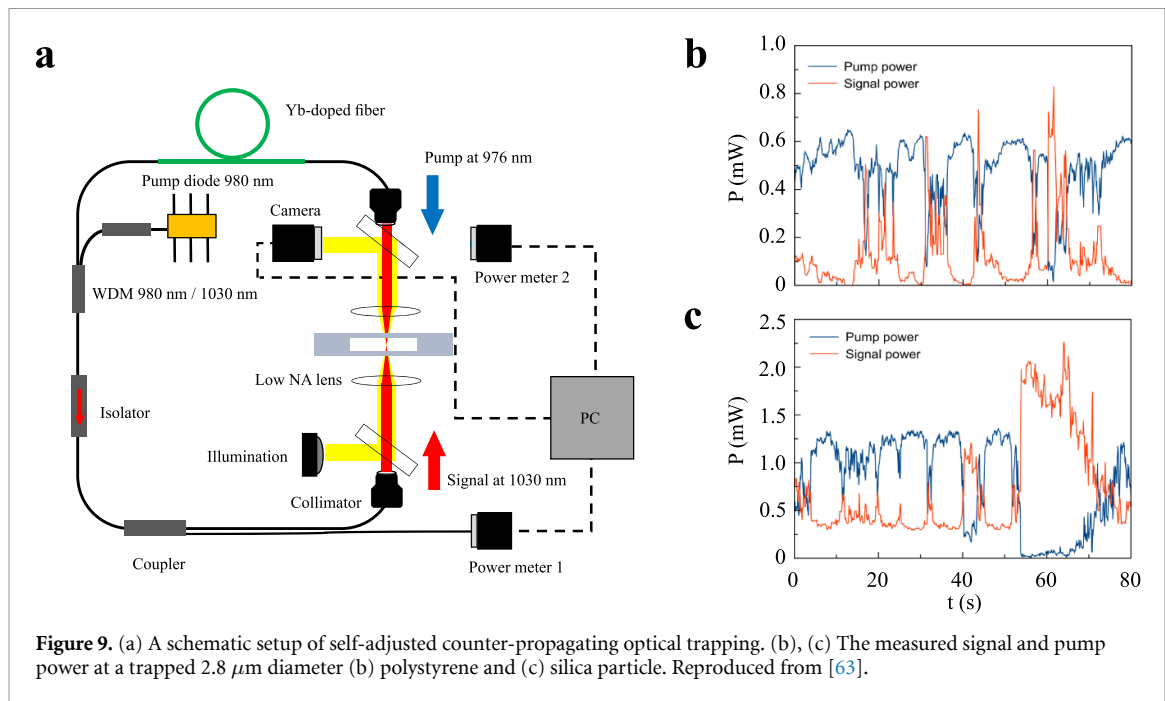 a
Yb-doped fiber
Pump at 976 nm
Pump diode 980 nm
Camera
Power meter 2
WDM 980 nm / 1030 nm
Low NA lens
PC
Isolator
Illumination
Signal at 1030 nm
Collimator
Coupler
Power meter 1
b
1.0
Pump power
0.8
Signal power
0.6
P (mW)
0.4
0.2
0
c
2.5
Pump power
Signal power
2.0
1.5
P (mW)
1.0
0.5
0
0 20 40 60 80
t (s)
Figure 9. (a) A schematic setup of self-adjusted counter-propagating optical trapping. (b), (c) The measured signal and pump
power at a trapped 2.8 μm diameter (b) polystyrene and (c) silica particle. Reproduced from [63].